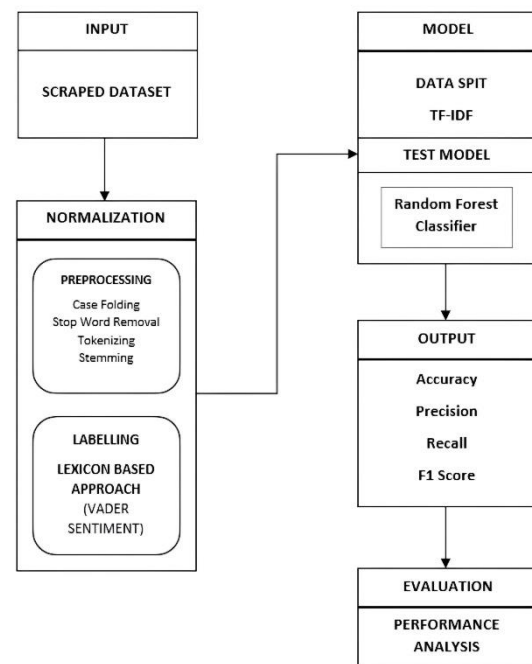 INPUT
SCRAPED DATASET
NORMALIZATION
PREPROCESSING
Case Folding
Stop Word Removal
Tokenizing
Stemming
LABELLING
LEXICON BASED
APPROACH
(VADER
SENTIMENT)
MODEL
DATA SPIT
TF-IDF
TEST MODEL
Random Forest
Classifier
OUTPUT
Accuracy
Precision
Recall
F1 Score
EVALUATION
PERFORMANCE
ANALYSIS